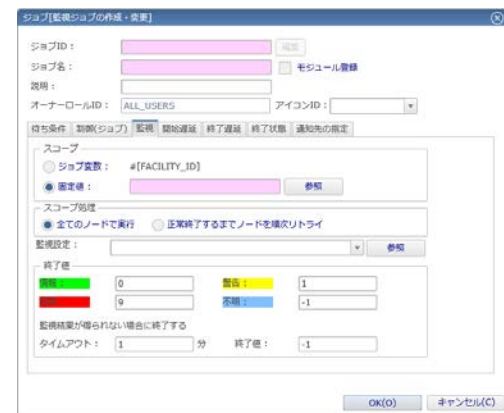 ジョブ[監視ジョブの作成・変更]
ジョブID：
ジョブ名： モジュール登録
説明：
オーナーロールID： ALL_USERS アイコンID：
待ち条件 制御(ジョブ) 監視 開始遅延 終了遅延 終了状態 通知先の指定
スコープ
ジョブ変数： #[FACILITY_ID]
固定値： 参照
スコープ処理
全てのノードで実行 正常終了するまでノードを順次リトライ
監視設定： 参照
終了値
情報： 0 警告： 1
9 不明： -1
監視結果が得られない場合に終了する
タイムアウト： 1 分 終了値： -1
OK(O) キャンセル(C)